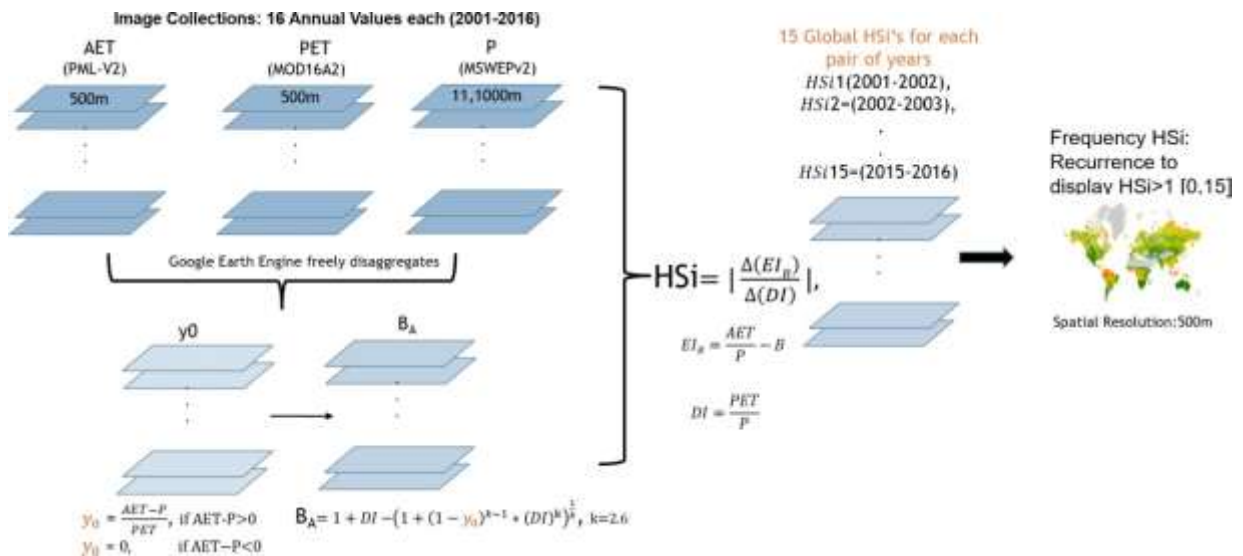 Image Collections: 16 Annual Values each (2001-2016)
AET
(PML-V2)
500m
PET
(MOD16A2)
500m
P
(MSWEPv2)
11,1000m
Google Earth Engine freely disaggregates
y0
B_A
y₀ = (AET−P)/PET, if AET-P>0
y₀ = 0, if AET−P<0
B_A= 1 + DI −(1 + (1 − y₀)^(k−1) * (DI)^k)^(1/k), k=2.6
HSi= |Δ(EI_B)/Δ(DI)|,
EI_B = AET/P − B
DI = PET/P
15 Global HSi's for each
pair of years
HSi1(2001-2002),
HSi2=(2002-2003),
HSi15=(2015-2016)
Frequency HSi:
Recurrence to
display HSi>1 [0,15]
Spatial Resolution:500m